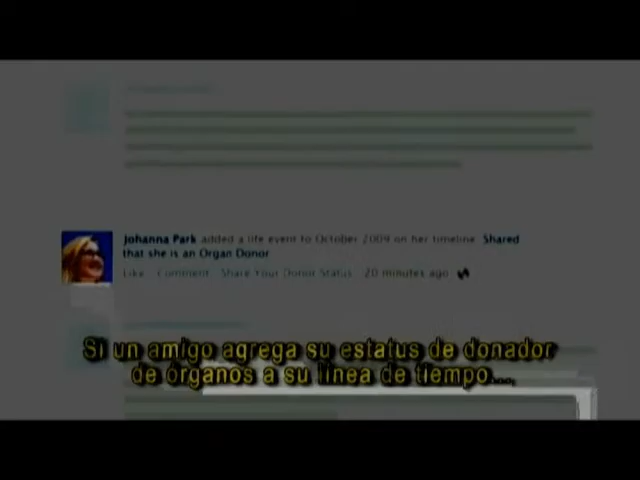 Johanna Park added a life event to October 2009 on her timeline Shared
that she is an Organ Donor
Like Comment Share Your Donor Status 20 minutes ago
Si un amigo agrega su estatus de donador
de órganos a su línea de tiempo...